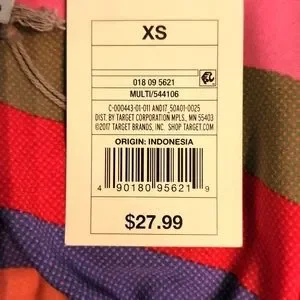 XS
018 09 5621
MULTI/544106
C-000443-01-011 AND17_50A01-0025
DIST. BY TARGET CORPORATION MPLS., MN 55403
©2017 TARGET BRANDS, INC. SHOP TARGET.COM
ORIGIN: INDONESIA
4 90180 95621 9
$27.99